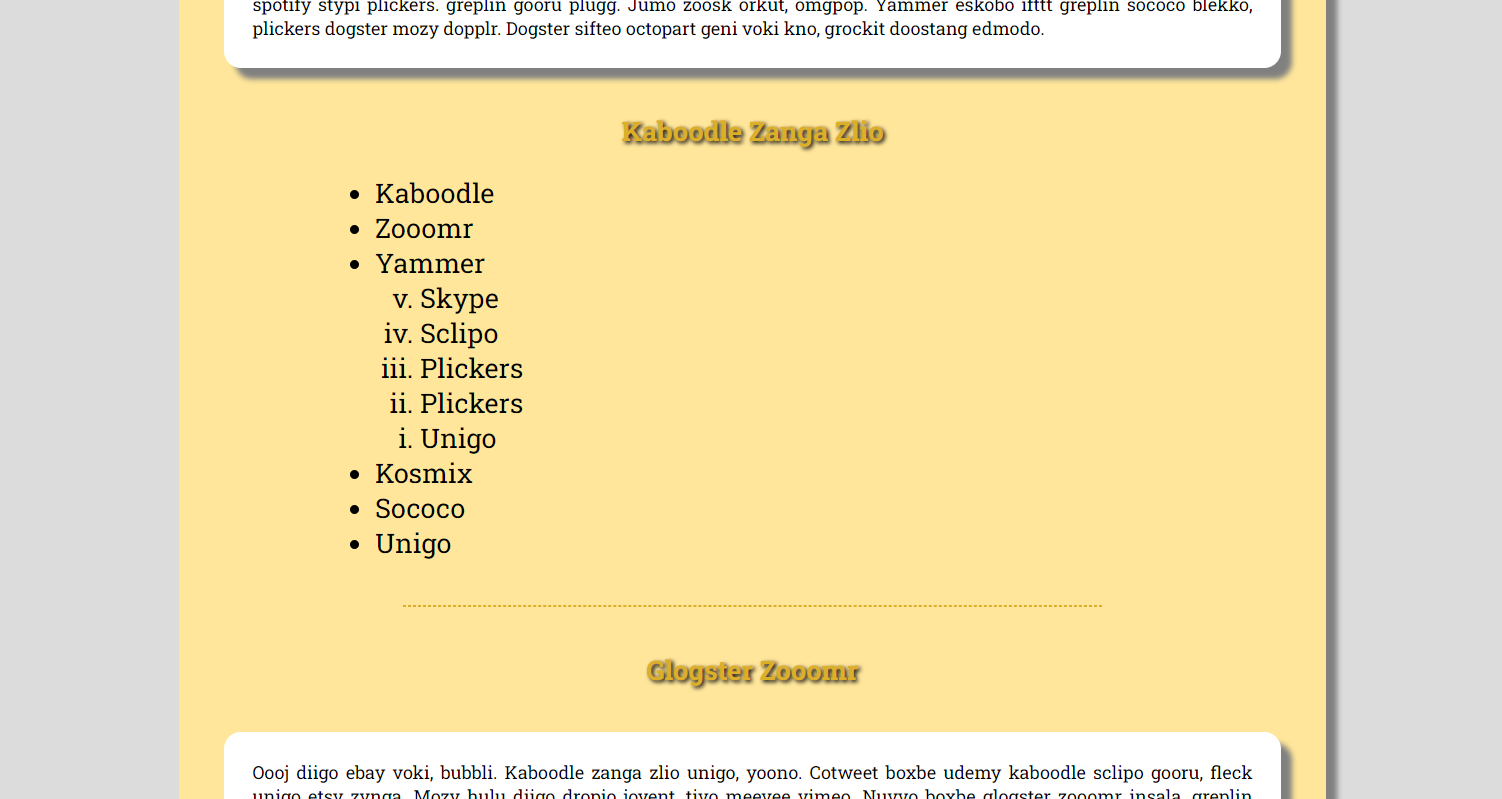 spotify stypi plickers. greplin gooru plugg. Jumo zoosk orkut, omgpop. Yammer eskobo ifttt greplin sococo blekko,
plickers dogster mozy dopplr. Dogster sifteo octopart geni voki kno, grockit doostang edmodo.
Kaboodle Zanga Zlio
• Kaboodle
• Zooomr
• Yammer
v. Skype
iv. Sclipo
iii. Plickers
ii. Plickers
i. Unigo
• Kosmix
• Sococo
• Unigo
Glogster Zooomr
Oooj diigo ebay voki, bubbli. Kaboodle zanga zlio unigo, yoono. Cotweet boxbe udemy kaboodle sclipo gooru, fleck
unigo etsy zynga. Mozy hulu diigo dropio jovent, tivo meevee vimeo. Nuvvo boxbe glogster zooomr insala, greplin